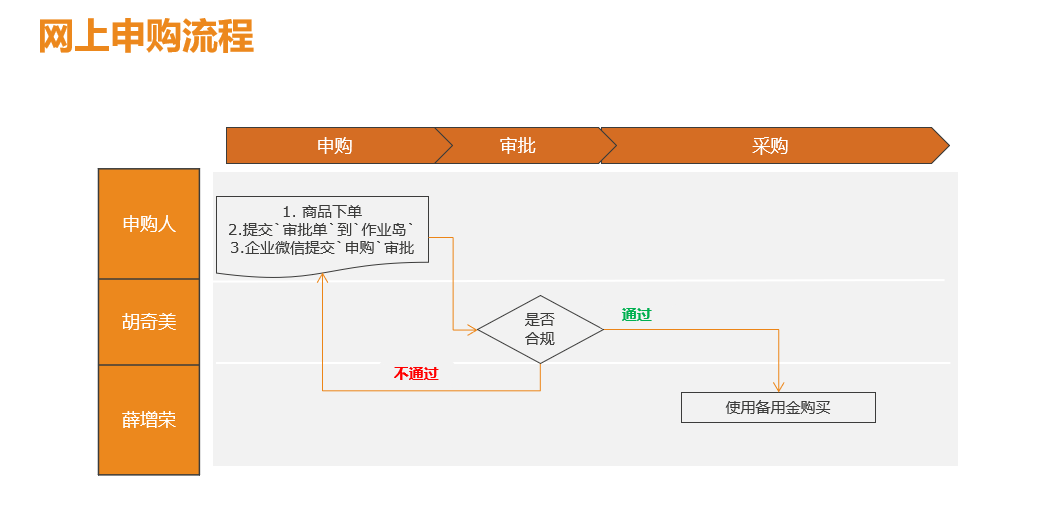 网上申购流程
申购
审批
采购
申购人
1. 商品下单
2.提交`审批单`到`作业岛`
3.企业微信提交`申购`审批
胡奇美
是否
合规
通过
不通过
薛增荣
使用备用金购买